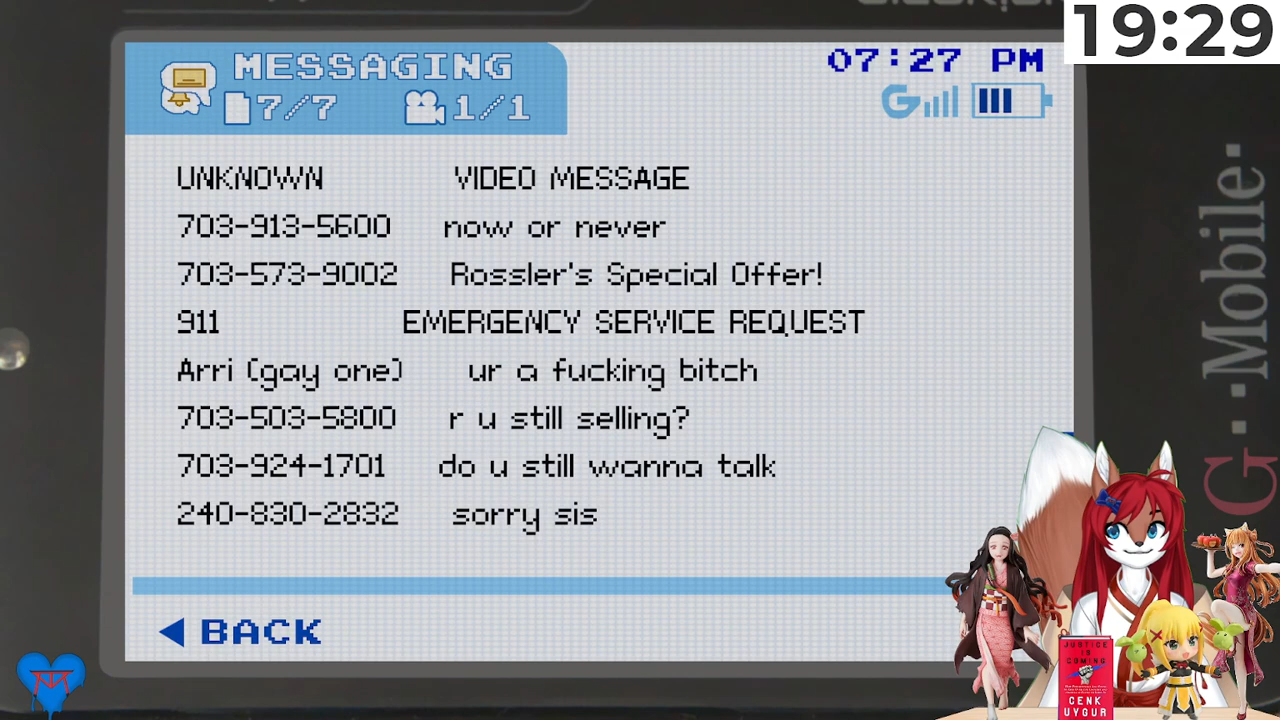 19:29
MESSAGING
07:27 PM
7/7 1/1
G
UNKNOWN VIDEO MESSAGE
703-913-5600 now or never
703-573-9002 Rossler's Special Offer!
911 EMERGENCY SERVICE REQUEST
Arri (gay one) ur a fucking bitch
703-503-5800 r u still selling?
703-924-1701 do u still wanna talk
240-830-2832 sorry sis
BACK
G··Mobile·
JUSTICE
IS
COMING
CENK
UYGUR